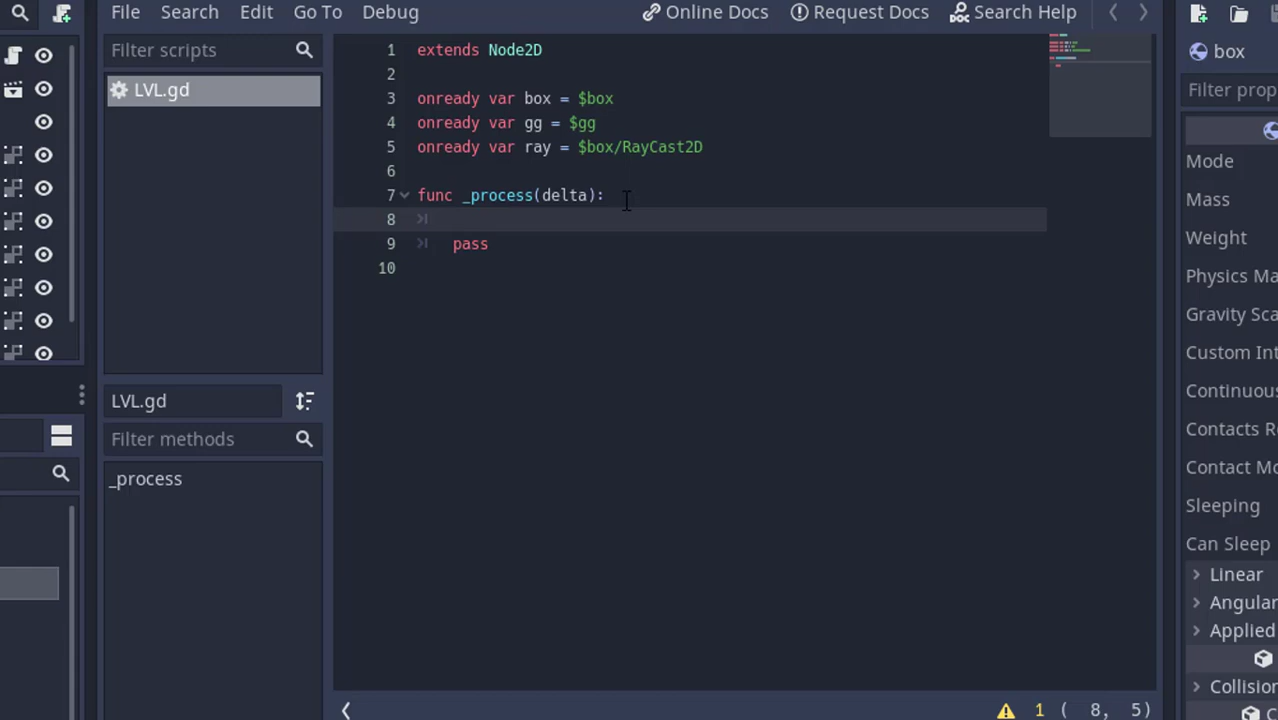 File Search Edit Go To Debug Online Docs Request Docs Search Help
Filter scripts
LVL.gd
LVL.gd
Filter methods
_process
1 extends Node2D
2
3 onready var box = $box
4 onready var gg = $gg
5 onready var ray = $box/RayCast2D
6
7 func _process(delta):
8
9 pass
10
1 ( 8, 5)
box
Filter prop
Mode
Mass
Weight
Physics Ma
Gravity Sca
Custom Int
Continuous
Contacts R
Contact Mo
Sleeping
Can Sleep
Linear
Angular
Applied
Collision